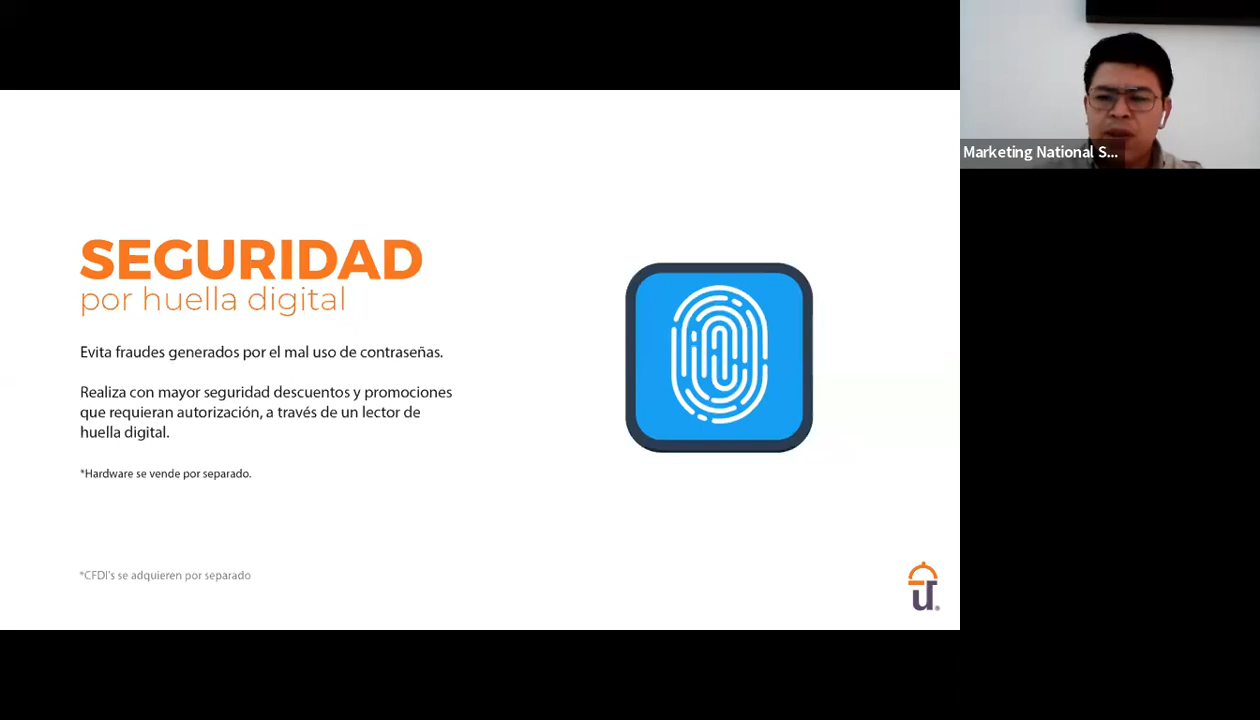 SEGURIDAD
por huella digital
Evita fraudes generados por el mal uso de contraseñas.
Realiza con mayor seguridad descuentos y promociones
que requieran autorización, a través de un lector de
huella digital.
*Hardware se vende por separado.
*CFDI's se adquieren por separado
Marketing National S...